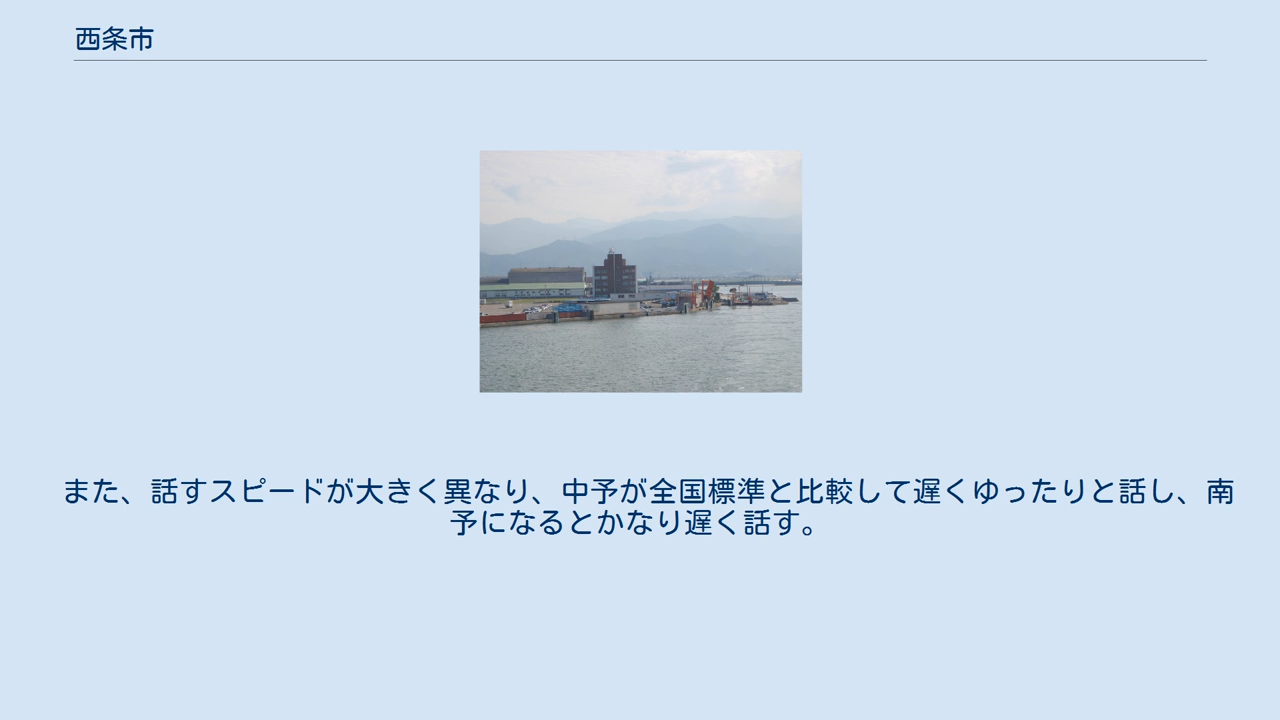 西条市
また、話すスピードが大きく異なり、中予が全国標準と比較して遅くゆったりと話し、南
予になるとかなり遅く話す。